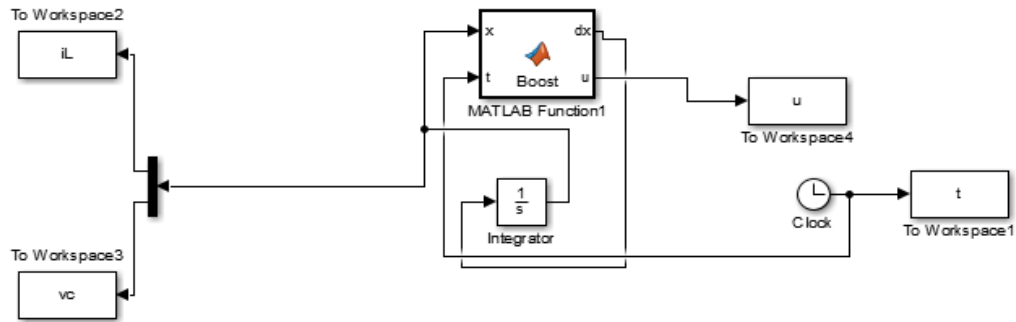 To Workspace2
iL
x
dx
t
u
Boost
MATLAB Function1
u
To Workspace4
1
s
Integrator
Clock
t
To Workspace1
To Workspace3
vc